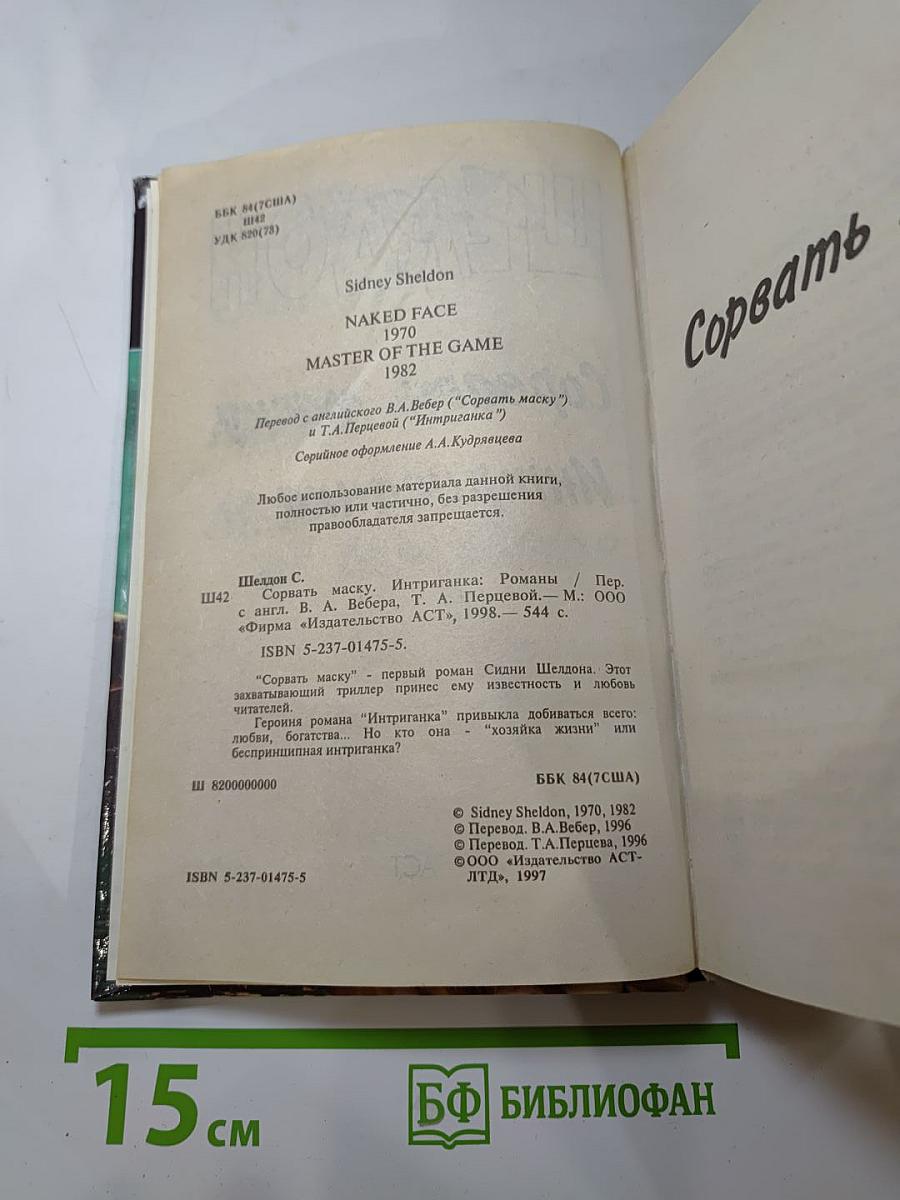 ББК 84(7США)
Ш42
УДК 820(73)
Sidney Sheldon
NAKED FACE
1970
MASTER OF THE GAME
1982
Перевод с английского В.А.Вебер ("Сорвать маску")
и Т.А.Перцевой ("Интриганка")
Серийное оформление А.А.Кудрявцева
Любое использование материала данной книги,
полностью или частично, без разрешения
правообладателя запрещается.
Шелдон С.
Ш42 Сорвать маску. Интриганка: Романы / Пер.
с англ. В. А. Вебера, Т. А. Перцевой.— М.: ООО
«Фирма «Издательство АСТ», 1998.— 544 с.
ISBN 5-237-01475-5.
"Сорвать маску" - первый роман Сидни Шелдона. Этот
захватывающий триллер принес ему известность и любовь
читателей.
Героиня романа "Интриганка" привыкла добиваться всего:
любви, богатства... Но кто она - "хозяйка жизни" или
беспринципная интриганка?
Ш 8200000000
ББК 84(7США)
© Sidney Sheldon, 1970, 1982
© Перевод. В.А.Вебер, 1996
© Перевод. Т.А.Перцева, 1996
© ООО «Издательство АСТ-
ЛТД», 1997
ISBN 5-237-01475-5
Сорвать
15 см
БФ БИБЛИОФАН